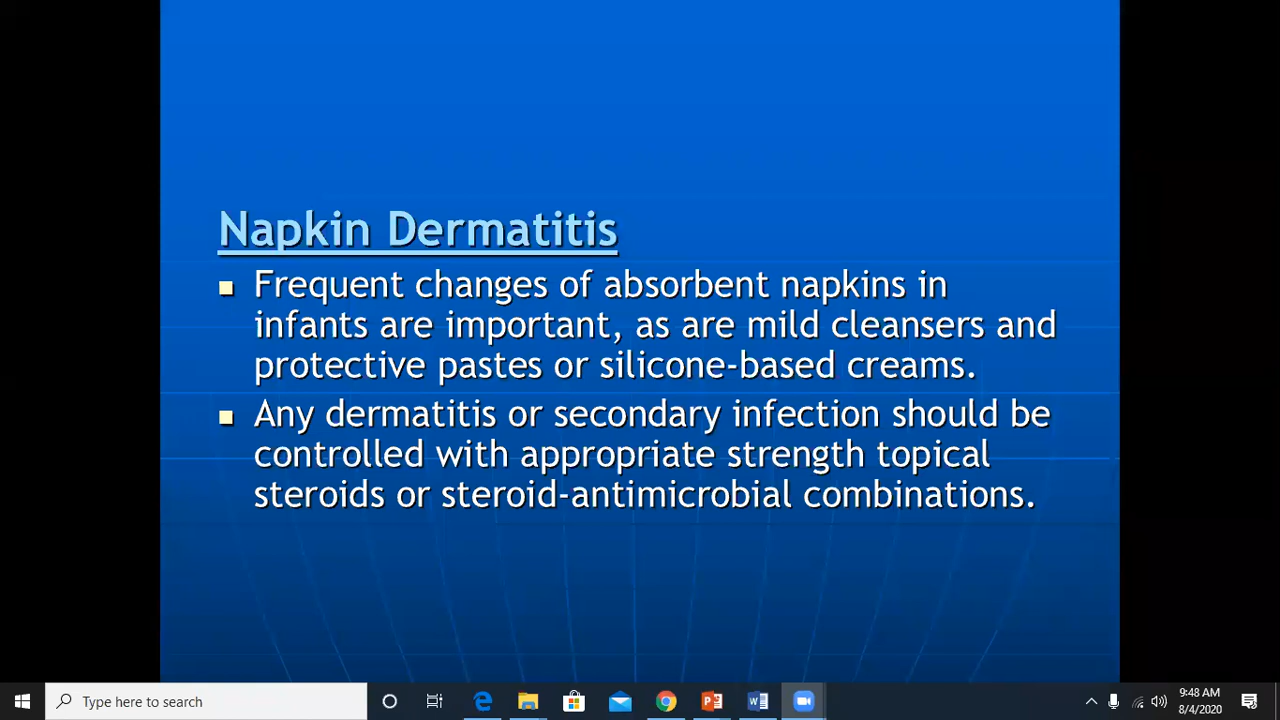 Napkin Dermatitis
Frequent changes of absorbent napkins in
infants are important, as are mild cleansers and
protective pastes or silicone-based creams.
Any dermatitis or secondary infection should be
controlled with appropriate strength topical
steroids or steroid-antimicrobial combinations.
Type here to search
9:48 AM
8/4/2020